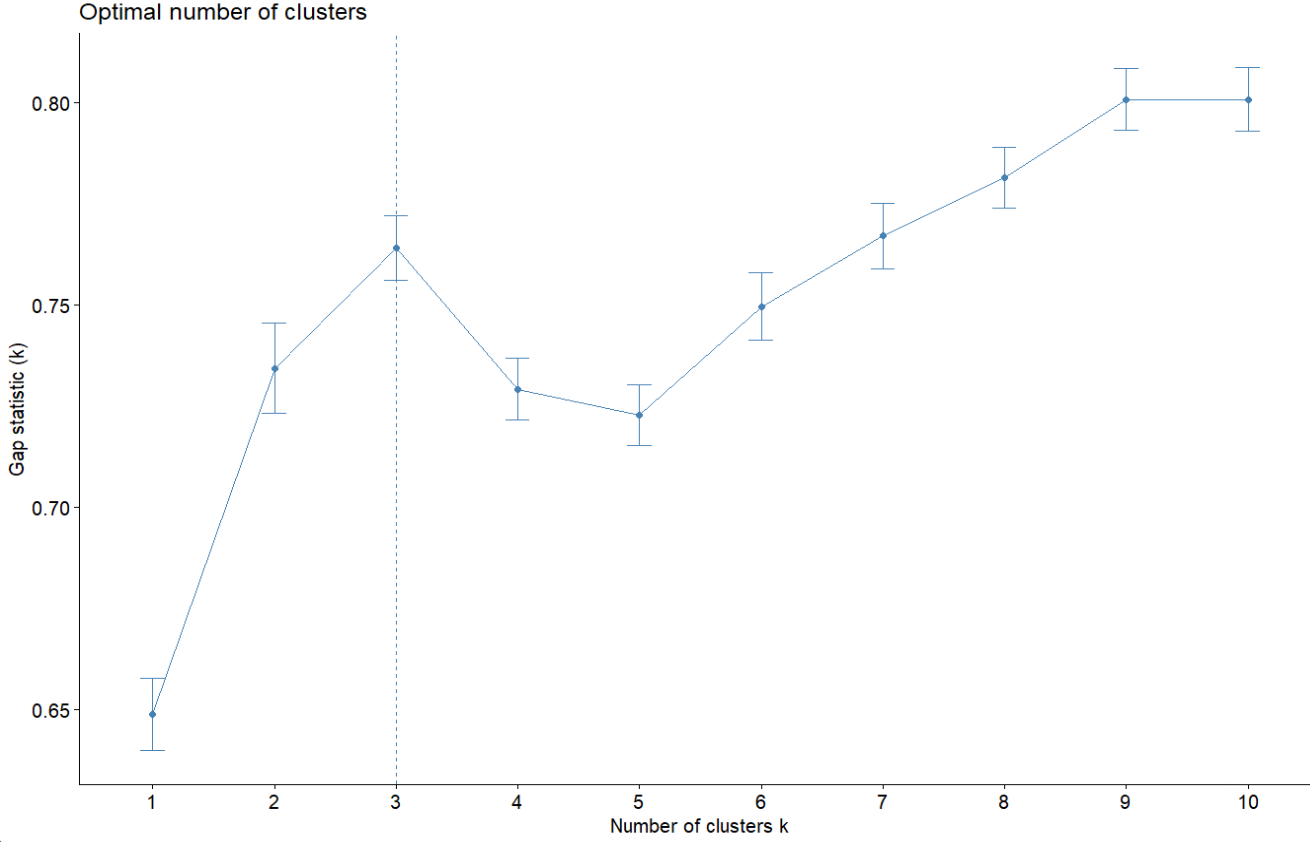 Optimal number of clusters
0.80
0.75
0.70
0.65
Gap statistic (k)
1 2 3 4 5 6 7 8 9 10
Number of clusters k